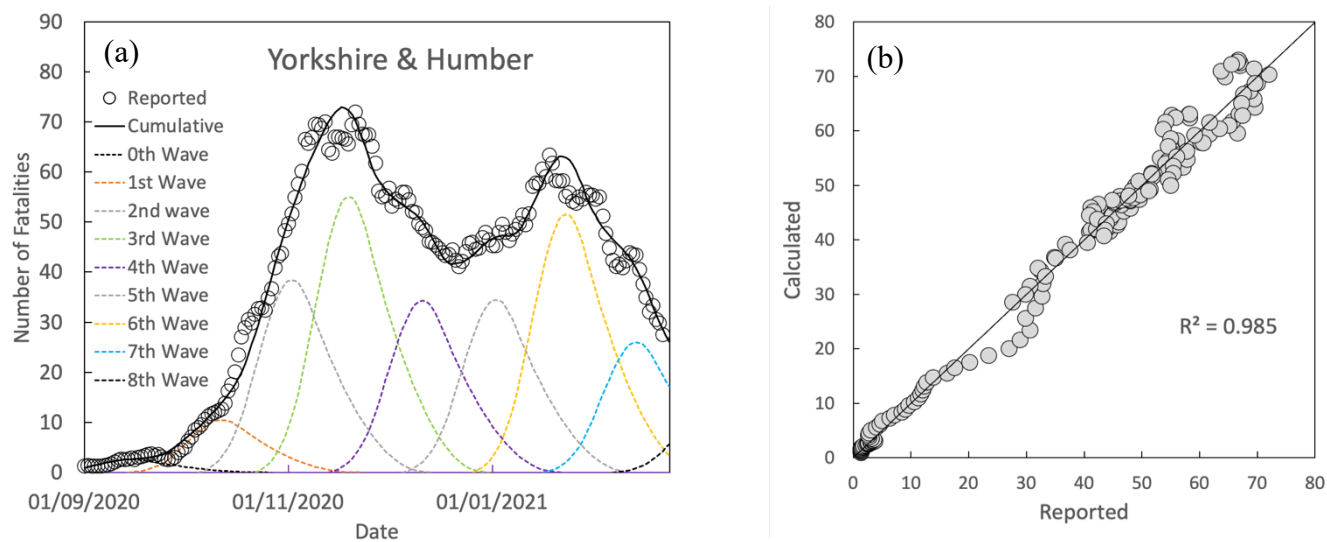 (a)
Yorkshire & Humber
90
80
70
60
50
40
30
20
10
0
Number of Fatalities
Reported
Cumulative
0th Wave
1st Wave
2nd wave
3rd Wave
4th Wave
5th Wave
6th Wave
7th Wave
8th Wave
01/09/2020 01/11/2020 01/01/2021
Date
(b)
80
70
60
50
40
30
20
10
0
Calculated
R² = 0.985
0 10 20 30 40 50 60 70 80
Reported